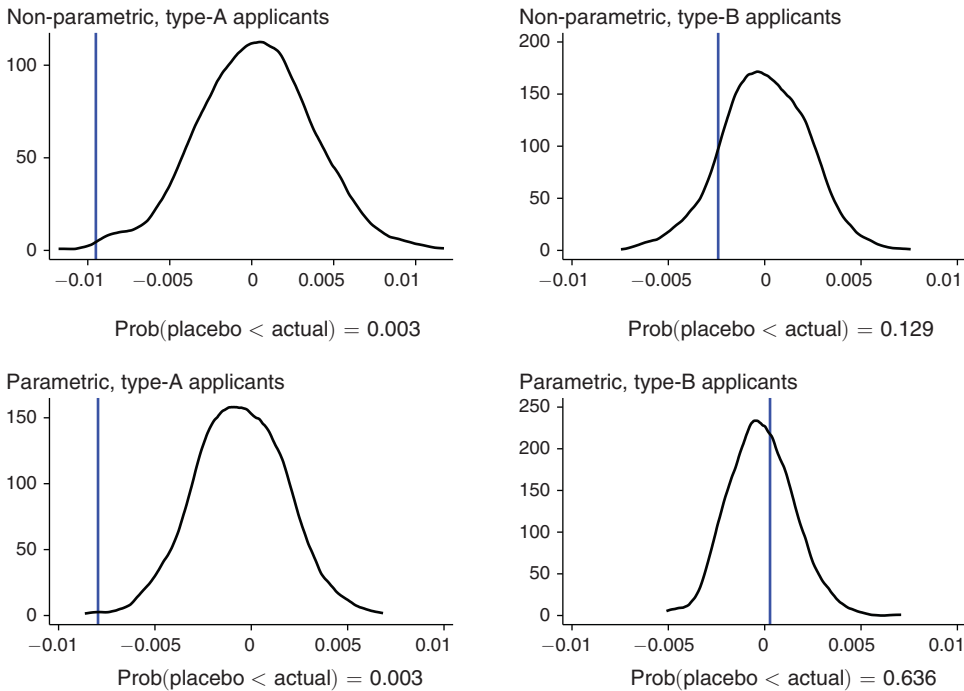 Non-parametric, type-A applicants
100
50
0
−0.01 −0.005 0 0.005 0.01
Prob(placebo < actual) = 0.003
Non-parametric, type-B applicants
200
150
100
50
0
−0.01 −0.005 0 0.005 0.01
Prob(placebo < actual) = 0.129
Parametric, type-A applicants
150
100
50
0
−0.01 −0.005 0 0.005 0.01
Prob(placebo < actual) = 0.003
Parametric, type-B applicants
250
200
150
100
50
0
−0.01 −0.005 0 0.005 0.01
Prob(placebo < actual) = 0.636